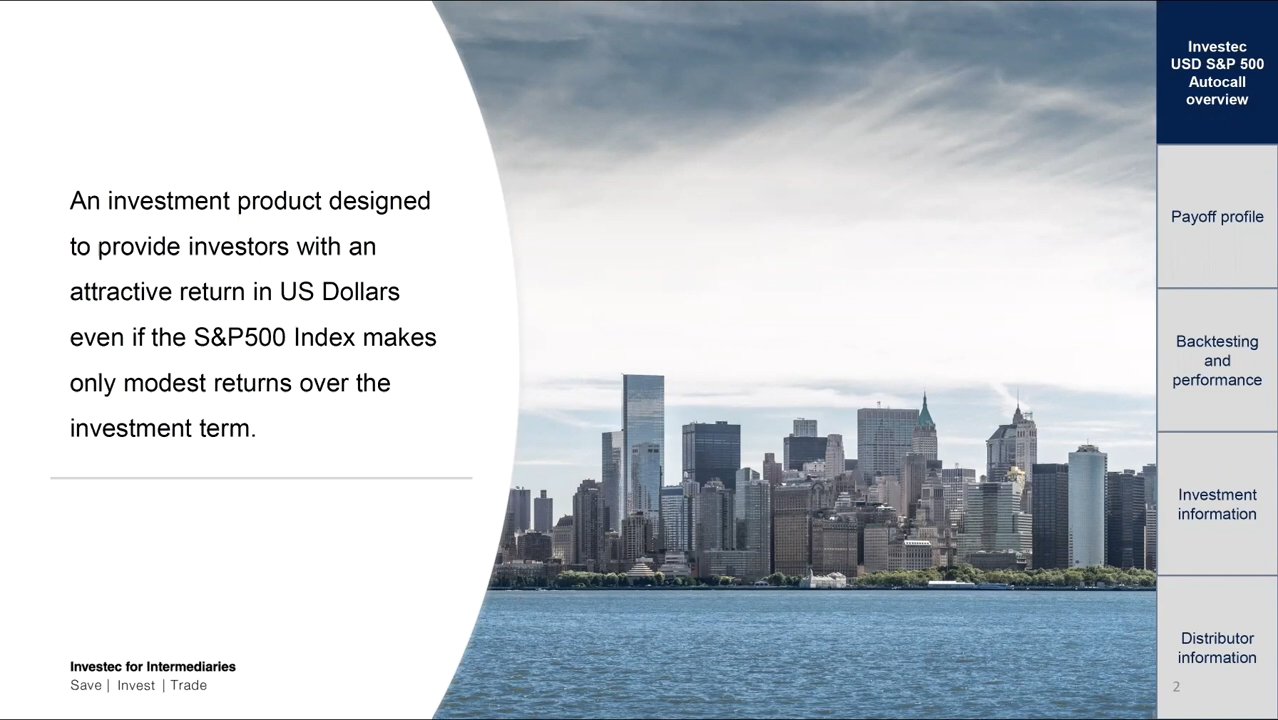 An investment product designed
to provide investors with an
attractive return in US Dollars
even if the S&P500 Index makes
only modest returns over the
investment term.
Investec for Intermediaries
Save | Invest | Trade
Investec
USD S&P 500
Autocall
overview
Payoff profile
Backtesting
and
performance
Investment
information
Distributor
information
2